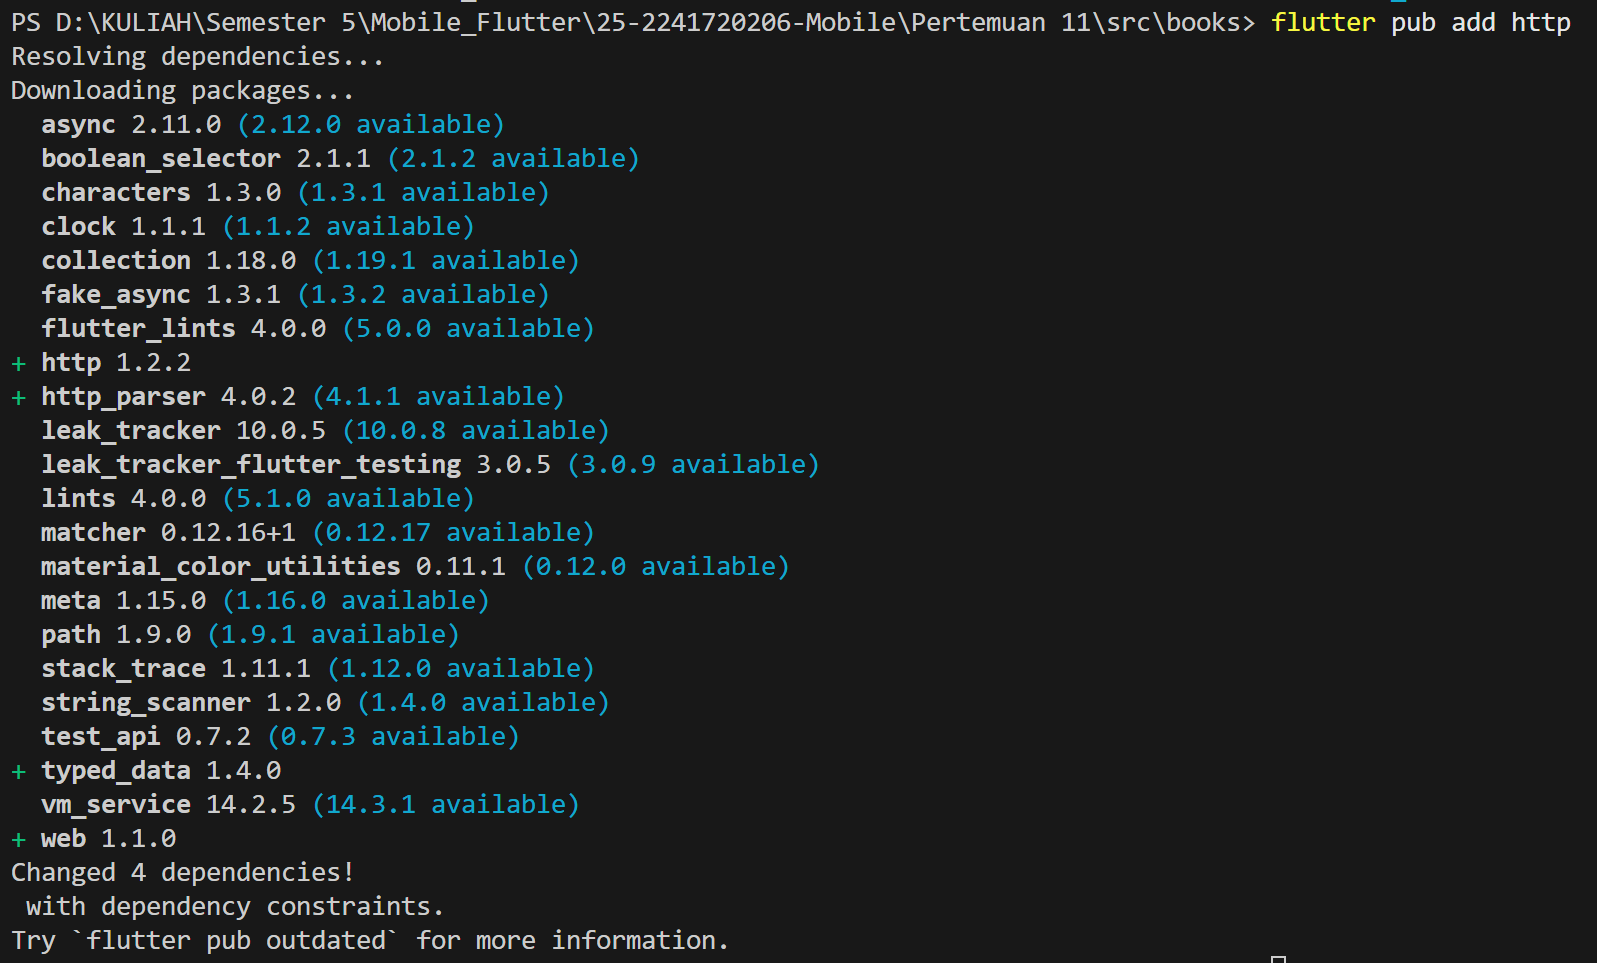 PS D:\KULIAH\Semester 5\Mobile_Flutter\25-2241720206-Mobile\Pertemuan 11\src\books> flutter pub add http
Resolving dependencies...
Downloading packages...
  async 2.11.0 (2.12.0 available)
  boolean_selector 2.1.1 (2.1.2 available)
  characters 1.3.0 (1.3.1 available)
  clock 1.1.1 (1.1.2 available)
  collection 1.18.0 (1.19.1 available)
  fake_async 1.3.1 (1.3.2 available)
  flutter_lints 4.0.0 (5.0.0 available)
+ http 1.2.2
+ http_parser 4.0.2 (4.1.1 available)
  leak_tracker 10.0.5 (10.0.8 available)
  leak_tracker_flutter_testing 3.0.5 (3.0.9 available)
  lints 4.0.0 (5.1.0 available)
  matcher 0.12.16+1 (0.12.17 available)
  material_color_utilities 0.11.1 (0.12.0 available)
  meta 1.15.0 (1.16.0 available)
  path 1.9.0 (1.9.1 available)
  stack_trace 1.11.1 (1.12.0 available)
  string_scanner 1.2.0 (1.4.0 available)
  test_api 0.7.2 (0.7.3 available)
+ typed_data 1.4.0
  vm_service 14.2.5 (14.3.1 available)
+ web 1.1.0
Changed 4 dependencies!
 with dependency constraints.
Try `flutter pub outdated` for more information.